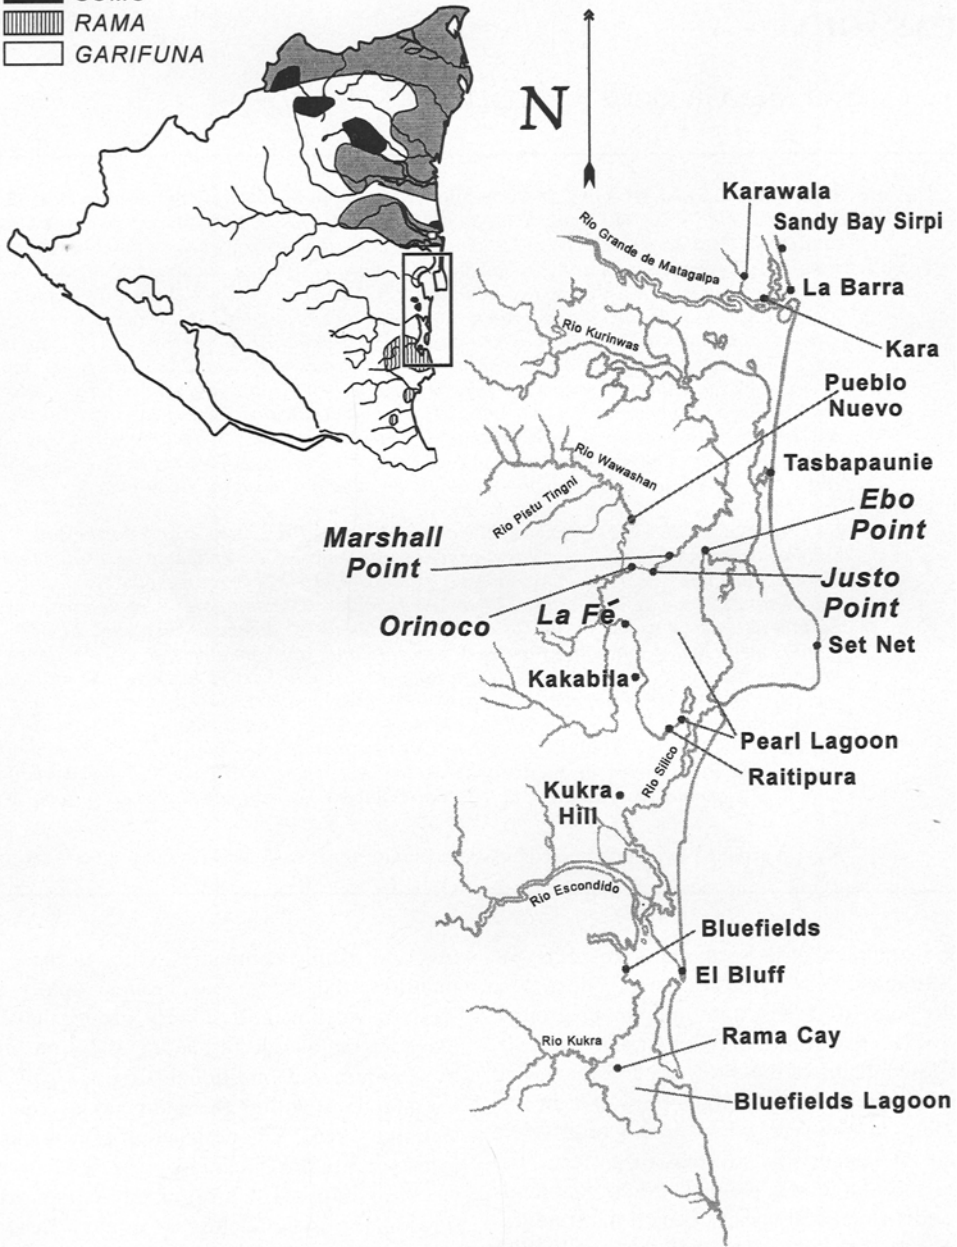 RAMA
GARIFUNA
N
Karawala
Sandy Bay Sirpi
Rio Grande de Matagalpa
La Barra
Rio Kurinwas
Kara
Pueblo
Nuevo
Rio Wawashan
Tasbapaunie
Rio Pistu Tingni
Ebo
Point
Marshall
Point
Justo
Point
Orinoco
La Fé
Set Net
Kakabila
Pearl Lagoon
Rio Silico
Raitipura
Kukra
Hill
Rio Escondido
Bluefields
El Bluff
Rio Kukra
Rama Cay
Bluefields Lagoon